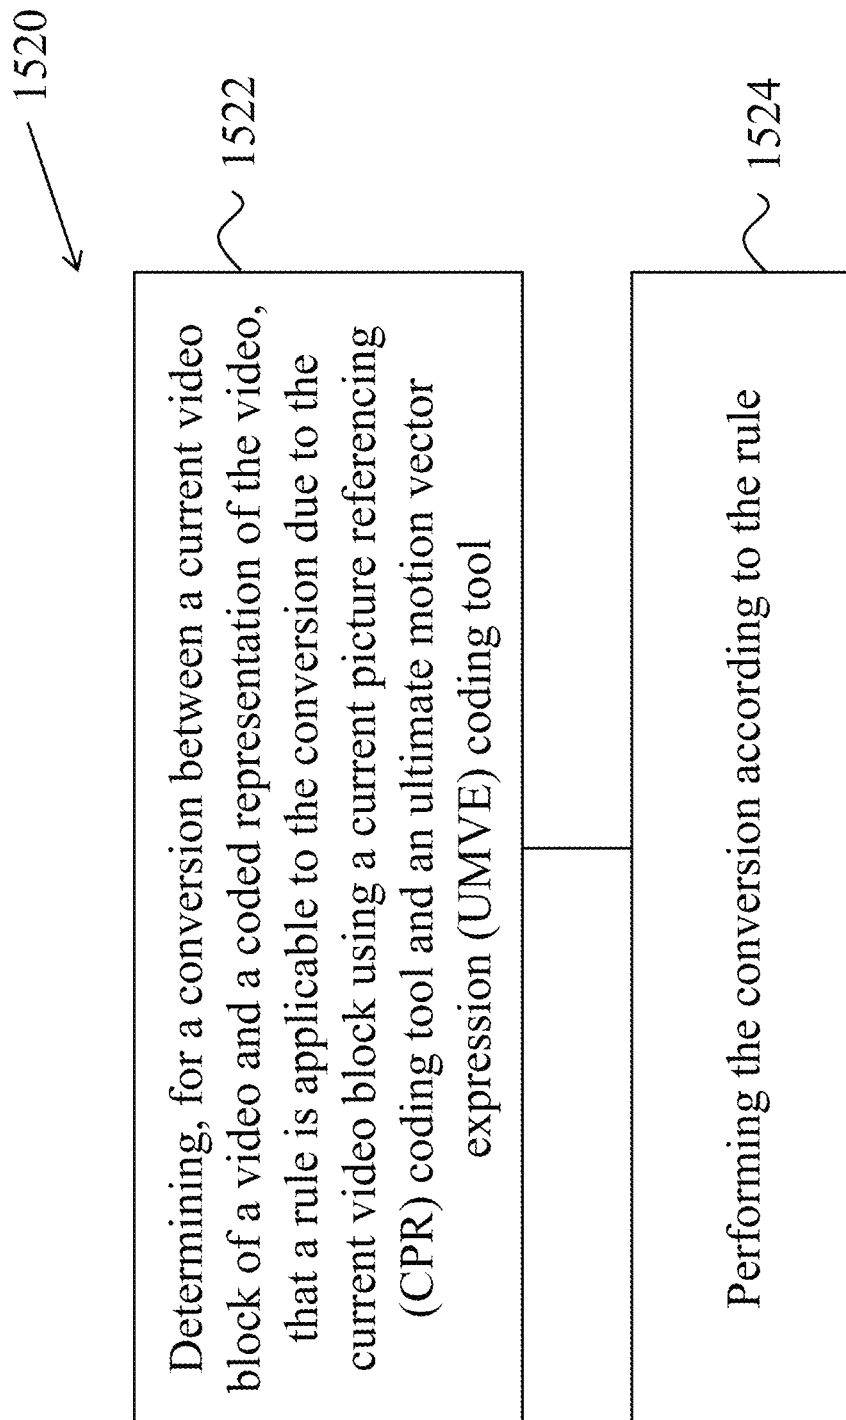 1520
Determining, for a conversion between a current video
block of a video and a coded representation of the video,
that a rule is applicable to the conversion due to the
current video block using a current picture referencing
(CPR) coding tool and an ultimate motion vector
expression (UMVE) coding tool
1522
Performing the conversion according to the rule
1524